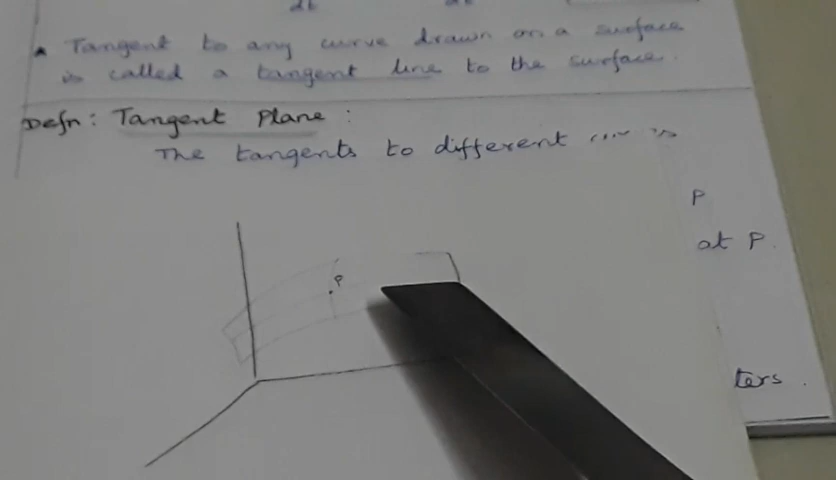 dt
* Tangent to any curve drawn on a surface
is called a tangent line to the surface.
Defn: Tangent Plane:
The tangents to different
P
at P.
P
ters.